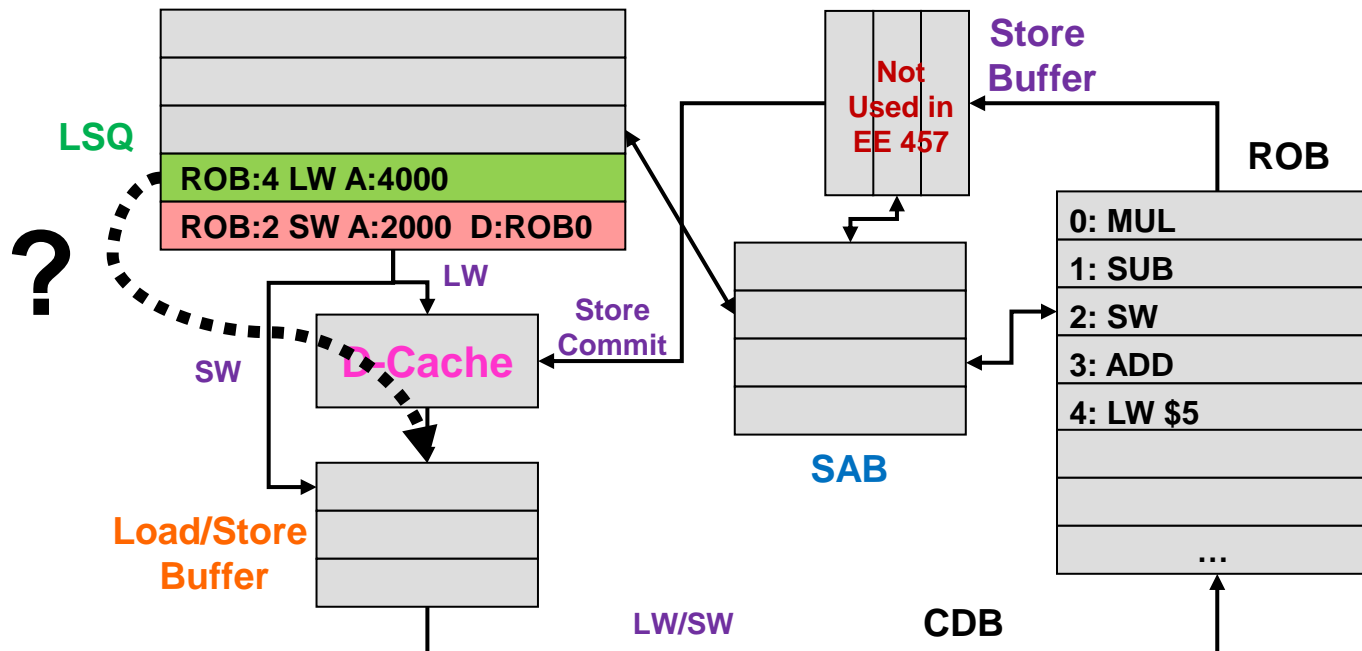 Store
Buffer
Not
Used in
EE 457
LSQ
ROB
ROB:4 LW A:4000
ROB:2 SW A:2000 D:ROB0
?
0: MUL
1: SUB
2: SW
3: ADD
4: LW $5
...
LW
Store
Commit
SW
D-Cache
SAB
Load/Store
Buffer
LW/SW
CDB